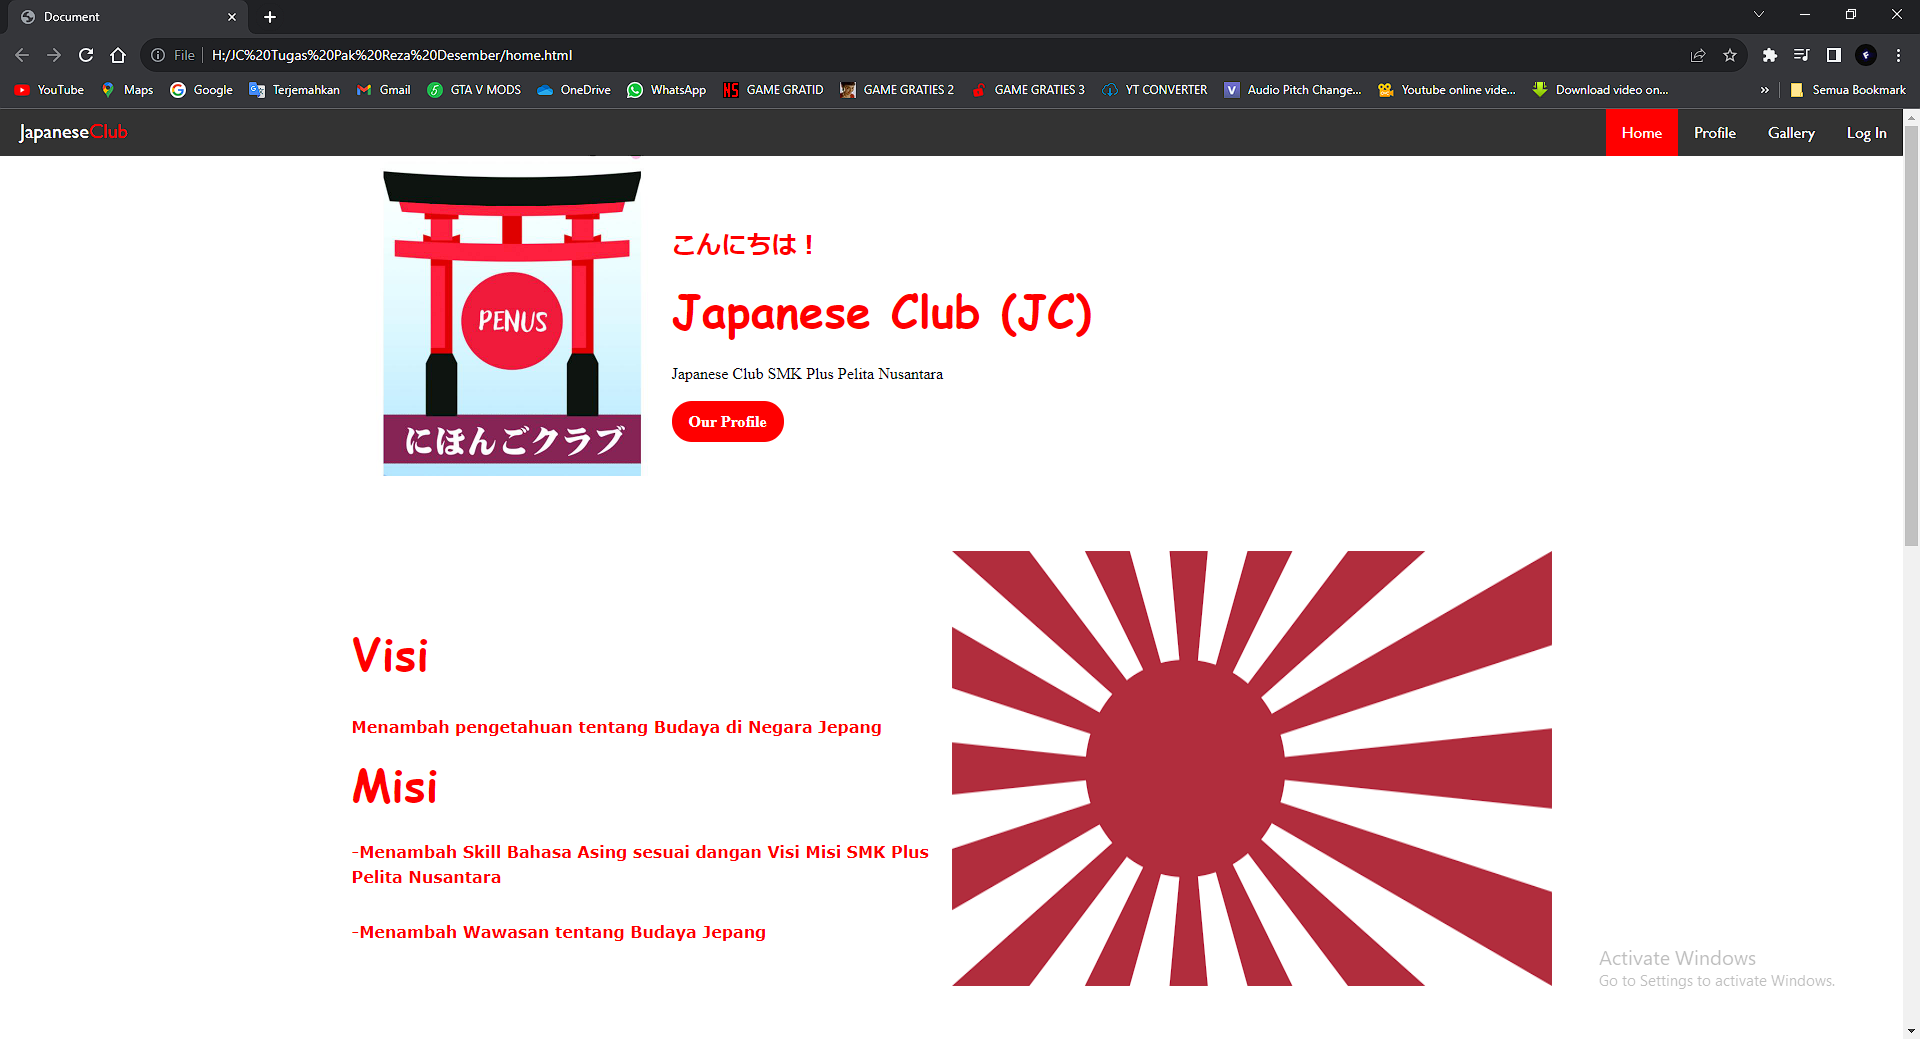 Document
File
H:/JC%20Tugas%20Pak%20Reza%20Desember/home.html
YouTube Maps Google Terjemahkan Gmail GTA V MODS OneDrive WhatsApp GAME GRATID GAME GRATIES 2 GAME GRATIES 3 YT CONVERTER Audio Pitch Change... Youtube online vide... Download video on... » Semua Bookmark
JapaneseClub Home Profile Gallery Log In
PENUS
にほんごクラブ
こんにちは！
Japanese Club (JC)
Japanese Club SMK Plus Pelita Nusantara
Our Profile
Visi
Menambah pengetahuan tentang Budaya di Negara Jepang
Misi
-Menambah Skill Bahasa Asing sesuai dangan Visi Misi SMK Plus
Pelita Nusantara
-Menambah Wawasan tentang Budaya Jepang
Activate Windows
Go to Settings to activate Windows.